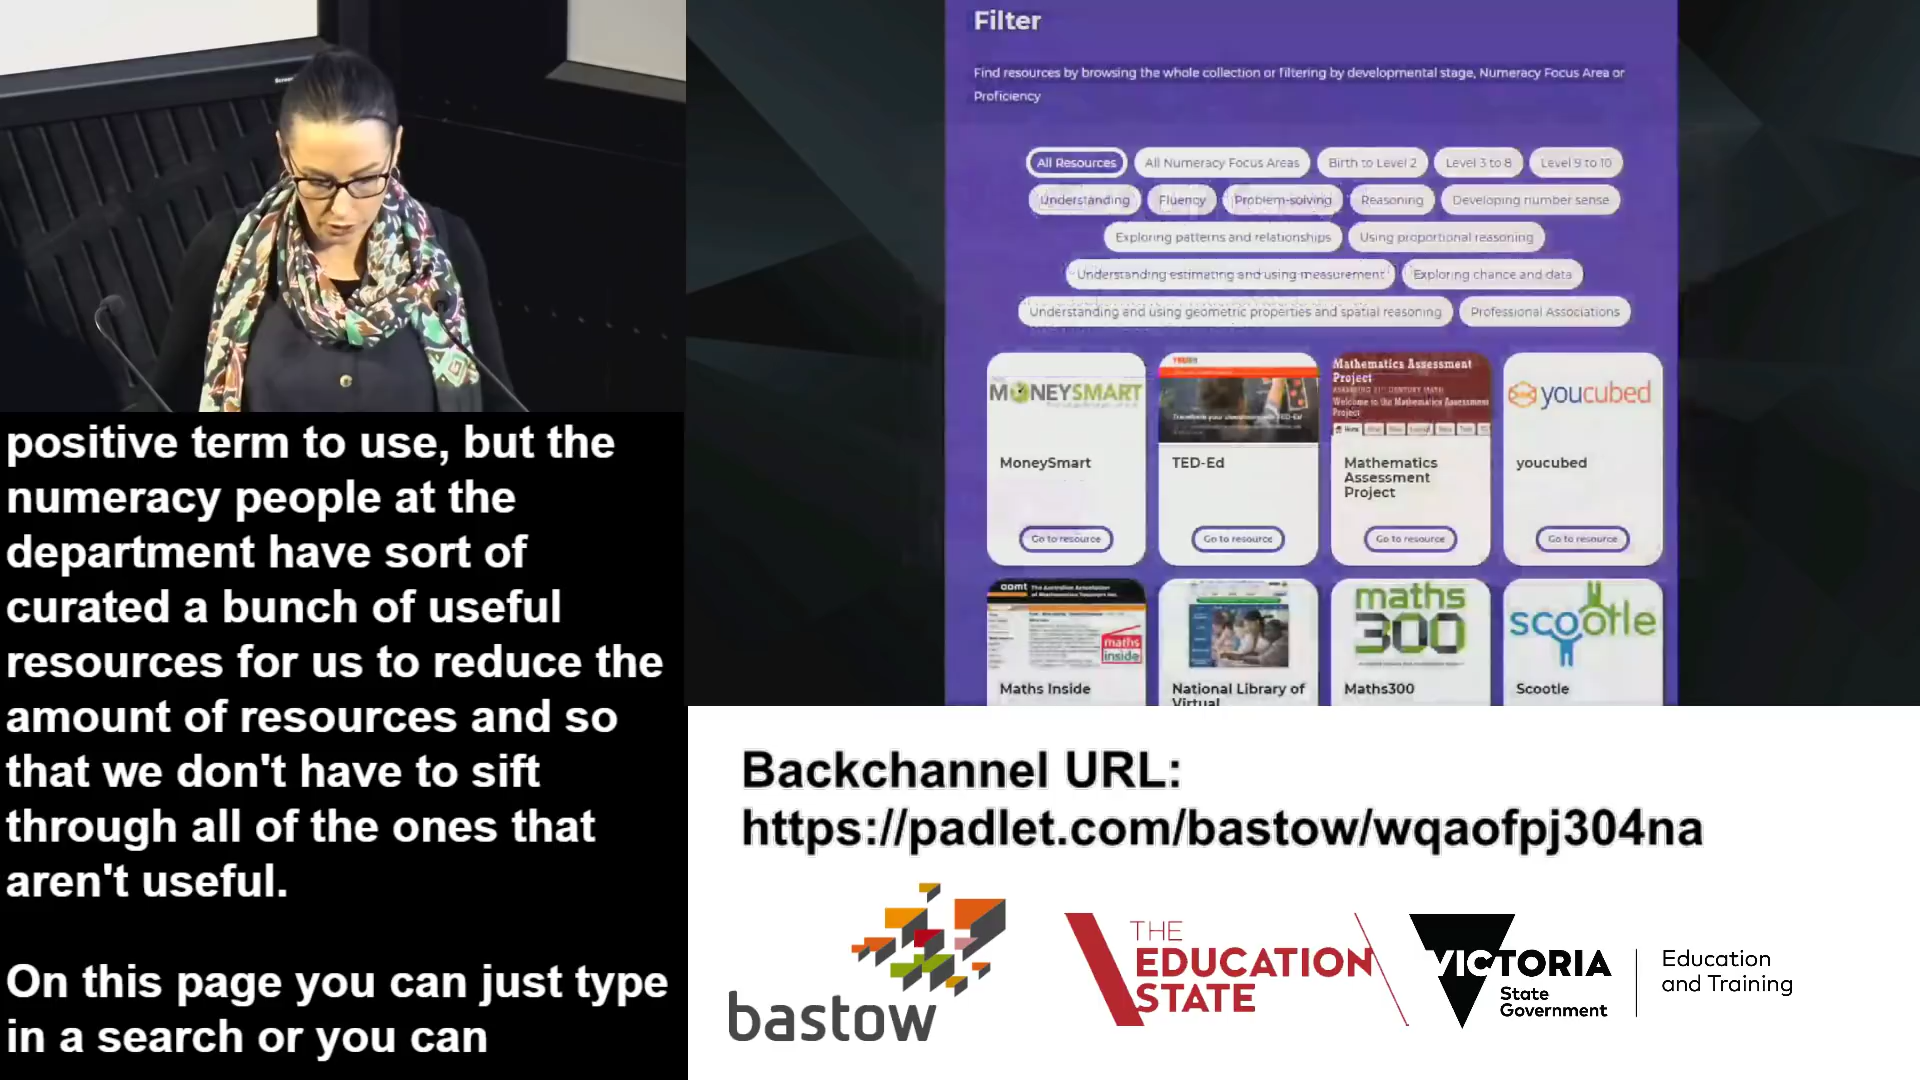 positive term to use, but the
numeracy people at the
department have sort of
curated a bunch of useful
resources for us to reduce the
amount of resources and so
that we don't have to sift
through all of the ones that
aren't useful.
On this page you can just type
in a search or you can
Filter
Find resources by browsing the whole collection or filtering by developmental stage, Numeracy Focus Area or
Proficiency
All Resources
All Numeracy Focus Areas
Birth to Level 2
Level 3 to 8
Level 9 to 10
Understanding
Fluency
Problem-solving
Reasoning
Developing number sense
Exploring patterns and relationships
Using proportional reasoning
Understanding estimating and using measurement
Exploring chance and data
Understanding and using geometric properties and spatial reasoning
Professional Associations
MONEYSMART
MoneySmart
Go to resource
TED-Ed
Go to resource
Mathematics Assessment
Project
Welcome to the Mathematics Assessment
Project
Home
Mathematics
Assessment
Project
Go to resource
youcubed
youcubed
Go to resource
aamt
maths
inside
Maths Inside
National Library of
Virtual
maths
300
Maths300
scootle
Scootle
Backchannel URL:
https://padlet.com/bastow/wqaofpj304na
bastow
THE
EDUCATION
STATE
VICTORIA
State
Government
Education
and Training